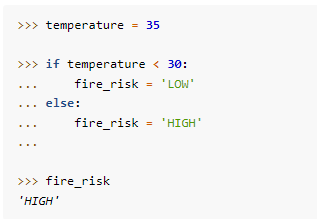 >>> temperature = 35
>>> if temperature < 30:
...     fire_risk = 'LOW'
... else:
...     fire_risk = 'HIGH'
...
>>> fire_risk
'HIGH'